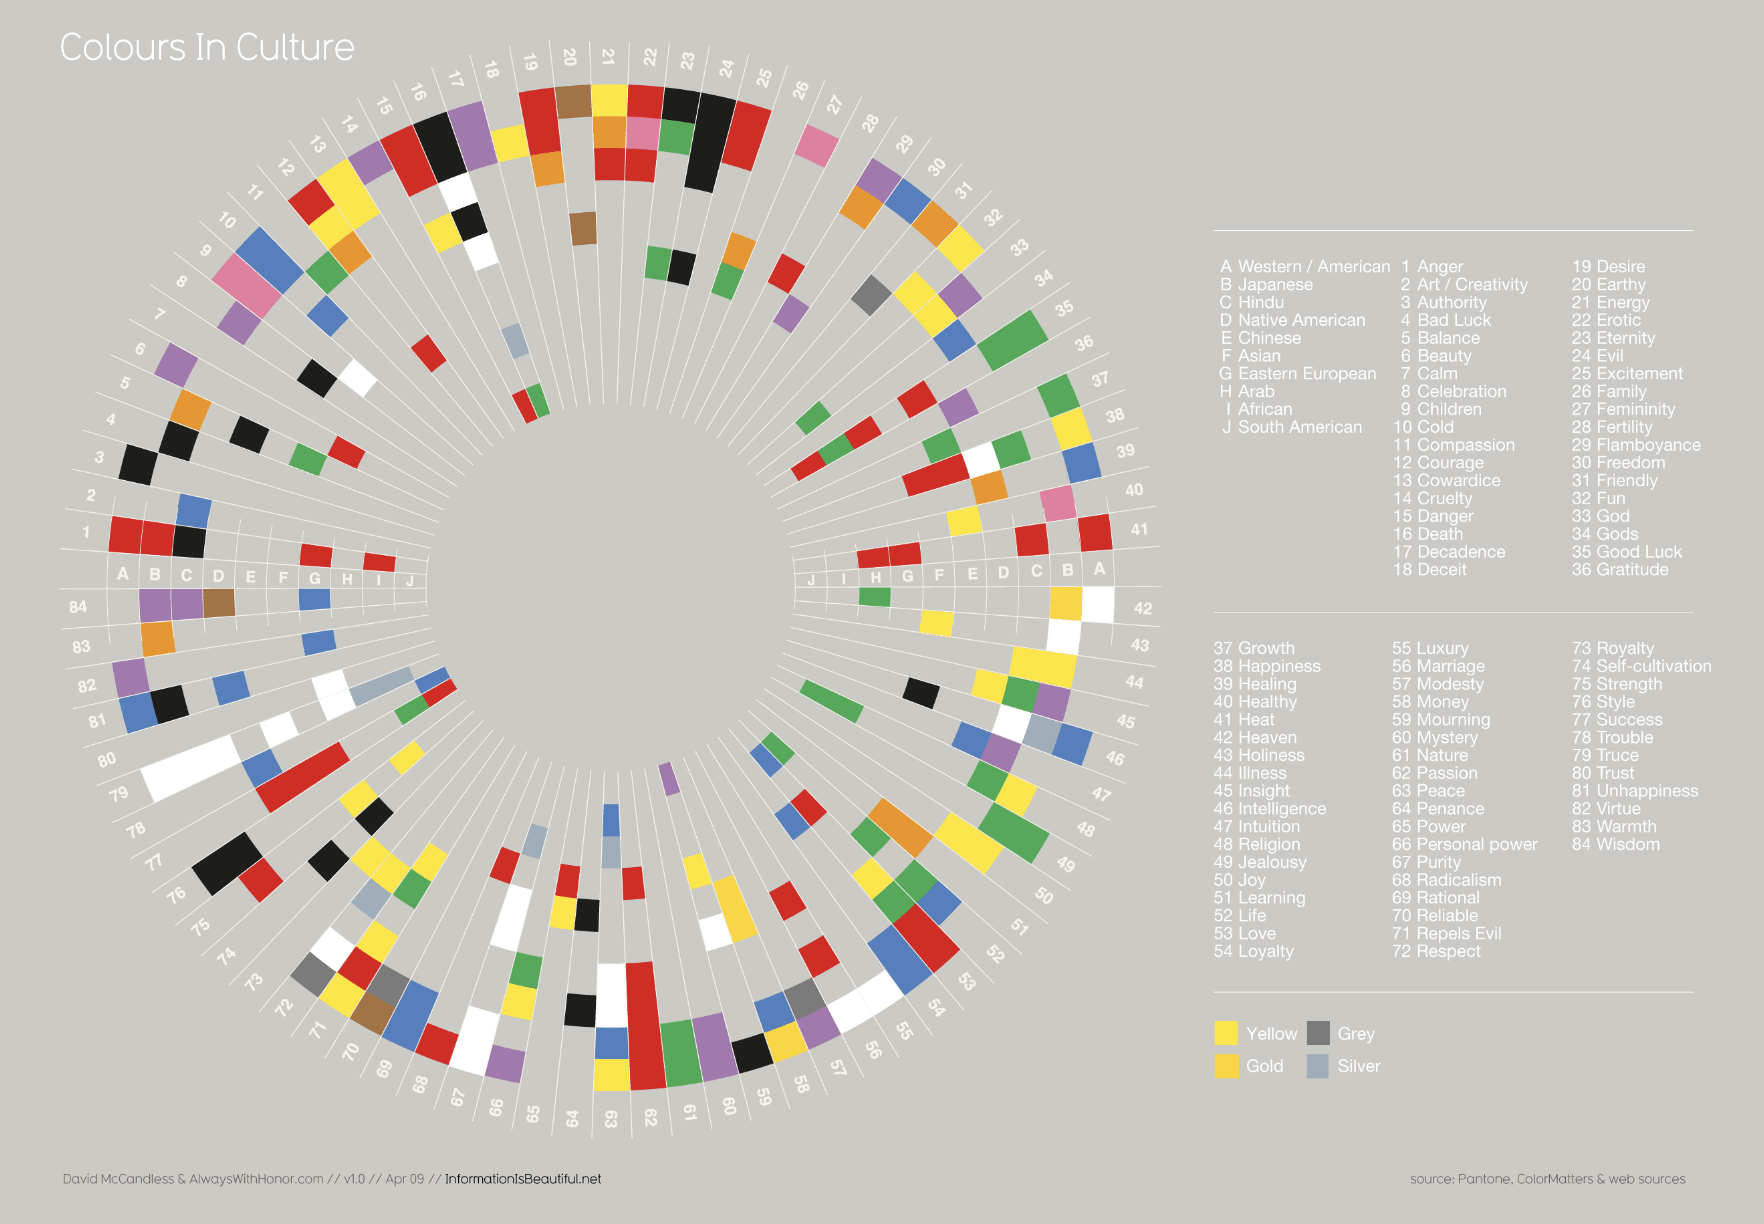 Colours In Culture
1
2
3
4
5
6
7
8
9
10
11
12
13
14
15
16
17
18
19
20
21
22
23
24
25
26
27
28
29
30
31
32
33
34
35
36
37
38
39
40
41
42
43
44
45
46
47
48
49
50
51
52
53
54
55
56
57
58
59
60
61
62
63
64
65
66
67
68
69
70
71
72
73
74
75
76
77
78
79
80
81
82
83
84
A B C D E F G H I J
J I H G F E D C B A
A Western / American
B Japanese
C Hindu
D Native American
E Chinese
F Asian
G Eastern European
H Arab
I African
J South American
1 Anger
2 Art / Creativity
3 Authority
4 Bad Luck
5 Balance
6 Beauty
7 Calm
8 Celebration
9 Children
10 Cold
11 Compassion
12 Courage
13 Cowardice
14 Cruelty
15 Danger
16 Death
17 Decadence
18 Deceit
19 Desire
20 Earthy
21 Energy
22 Erotic
23 Eternity
24 Evil
25 Excitement
26 Family
27 Femininity
28 Fertility
29 Flamboyance
30 Freedom
31 Friendly
32 Fun
33 God
34 Gods
35 Good Luck
36 Gratitude
37 Growth
38 Happiness
39 Healing
40 Healthy
41 Heat
42 Heaven
43 Holiness
44 Illness
45 Insight
46 Intelligence
47 Intuition
48 Religion
49 Jealousy
50 Joy
51 Learning
52 Life
53 Love
54 Loyalty
55 Luxury
56 Marriage
57 Modesty
58 Money
59 Mourning
60 Mystery
61 Nature
62 Passion
63 Peace
64 Penance
65 Power
66 Personal power
67 Purity
68 Radicalism
69 Rational
70 Reliable
71 Repels Evil
72 Respect
73 Royalty
74 Self-cultivation
75 Strength
76 Style
77 Success
78 Trouble
79 Truce
80 Trust
81 Unhappiness
82 Virtue
83 Warmth
84 Wisdom
Yellow
Grey
Gold
Silver
David McCandless & AlwaysWithHonor.com // v1.0 // Apr 09 // InformationIsBeautiful.net
source: Pantone, ColorMatters & web sources